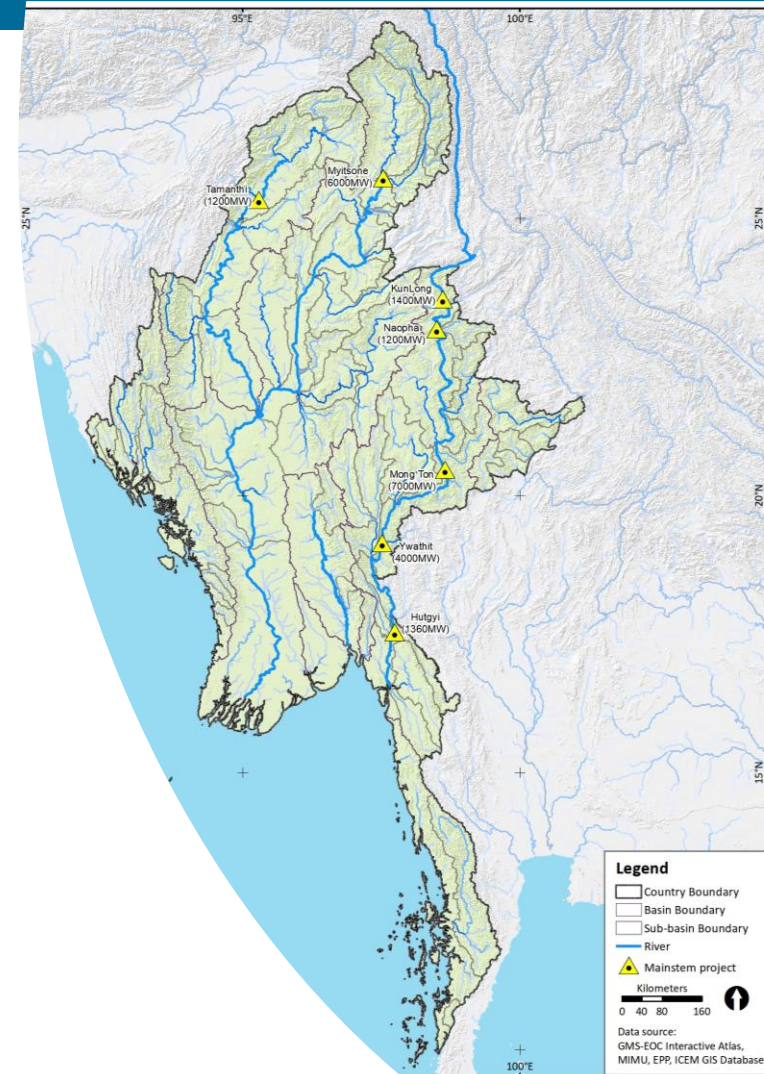 95°E
100°E
Myitsone
(6000MW)
Tamanthi
(1200MW)
25°N
25°N
KunLong
(1400MW)
Naopha
(1200MW)
Mong Ton
(7000MW)
20°N
Ywathit
(4000MW)
Hutgyi
(1360MW)
15°N
Legend
Country Boundary
Basin Boundary
Sub-basin Boundary
River
Mainstem project
Kilometers
0 40 80 160
Data source:
GMS-EOC Interactive Atlas,
MIMU, EPP, ICEM GIS Database
100°E